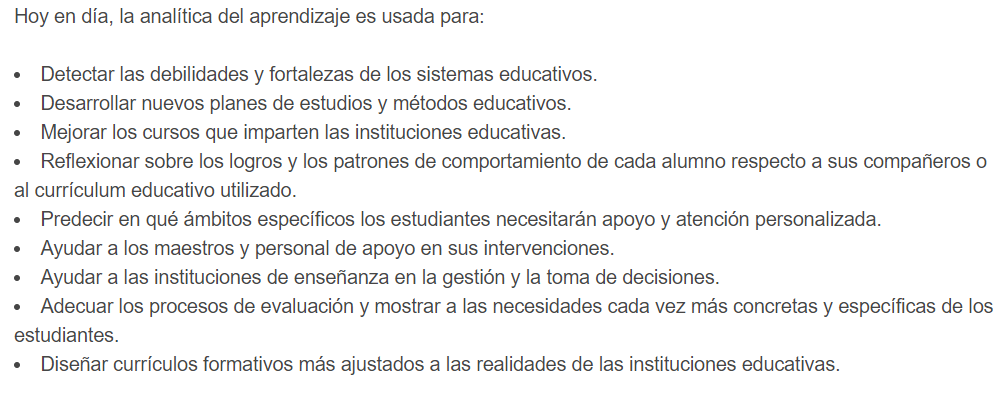 Hoy en día, la analítica del aprendizaje es usada para:
• Detectar las debilidades y fortalezas de los sistemas educativos.
• Desarrollar nuevos planes de estudios y métodos educativos.
• Mejorar los cursos que imparten las instituciones educativas.
• Reflexionar sobre los logros y los patrones de comportamiento de cada alumno respecto a sus compañeros o
al currículum educativo utilizado.
• Predecir en qué ámbitos específicos los estudiantes necesitarán apoyo y atención personalizada.
• Ayudar a los maestros y personal de apoyo en sus intervenciones.
• Ayudar a las instituciones de enseñanza en la gestión y la toma de decisiones.
• Adecuar los procesos de evaluación y mostrar a las necesidades cada vez más concretas y específicas de los
estudiantes.
• Diseñar currículos formativos más ajustados a las realidades de las instituciones educativas.